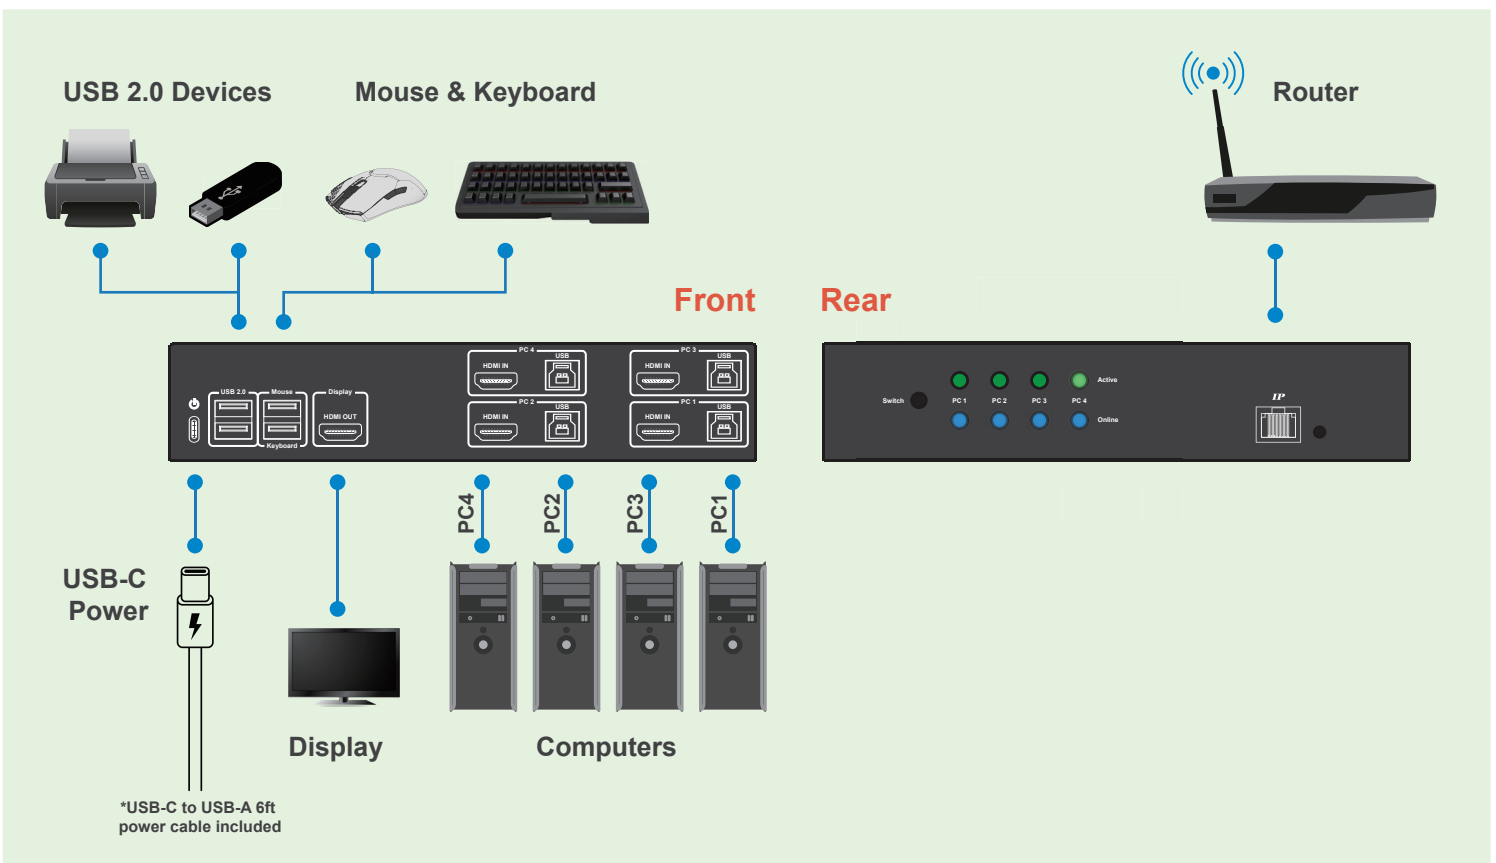 USB 2.0 Devices
Mouse & Keyboard
Router
Front
Rear
PC 4
HDMI IN
USB
PC 3
HDMI IN
USB
USB 2.0
Mouse
Keyboard
Display
HDMI OUT
PC 2
HDMI IN
USB
PC 1
HDMI IN
USB
Active
Switch
PC 1
PC 2
PC 3
PC 4
Online
IP
PC4
PC2
PC3
PC1
USB-C
Power
Display
Computers
*USB-C to USB-A 6ft
power cable included